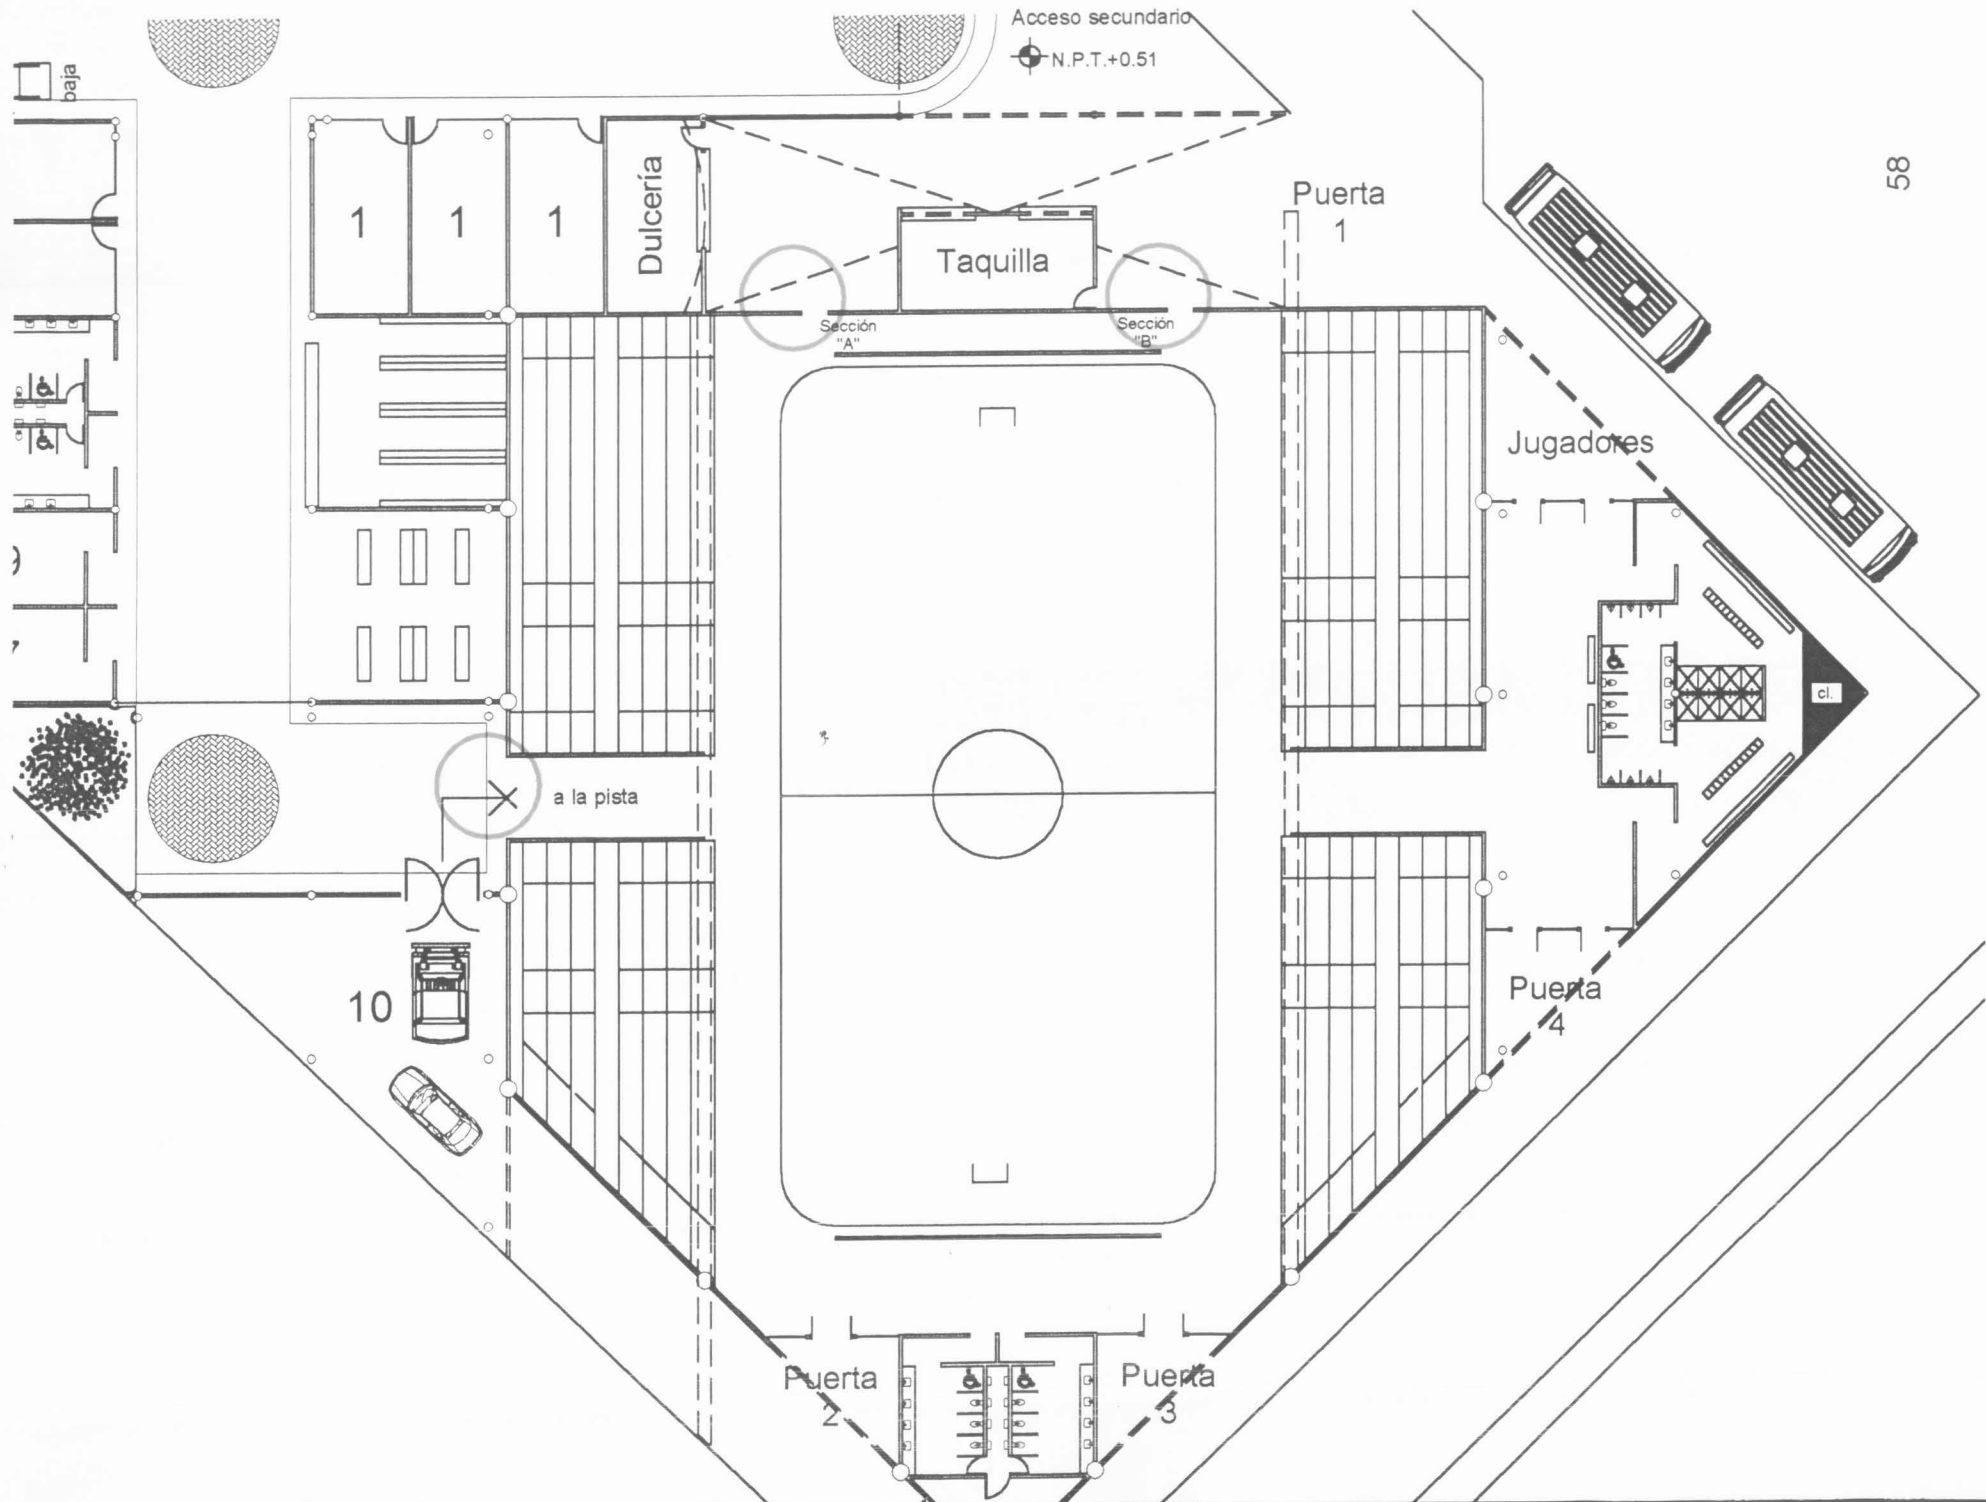 Acceso secundario
N.P.T.+0.51
baja
58
Puerta
1
1
1
1
Dulcería
Taquilla
Sección
"A"
Sección
"B"
Jugadores
cl.
a la pista
10
Puerta
4
Puerta
2
Puerta
3